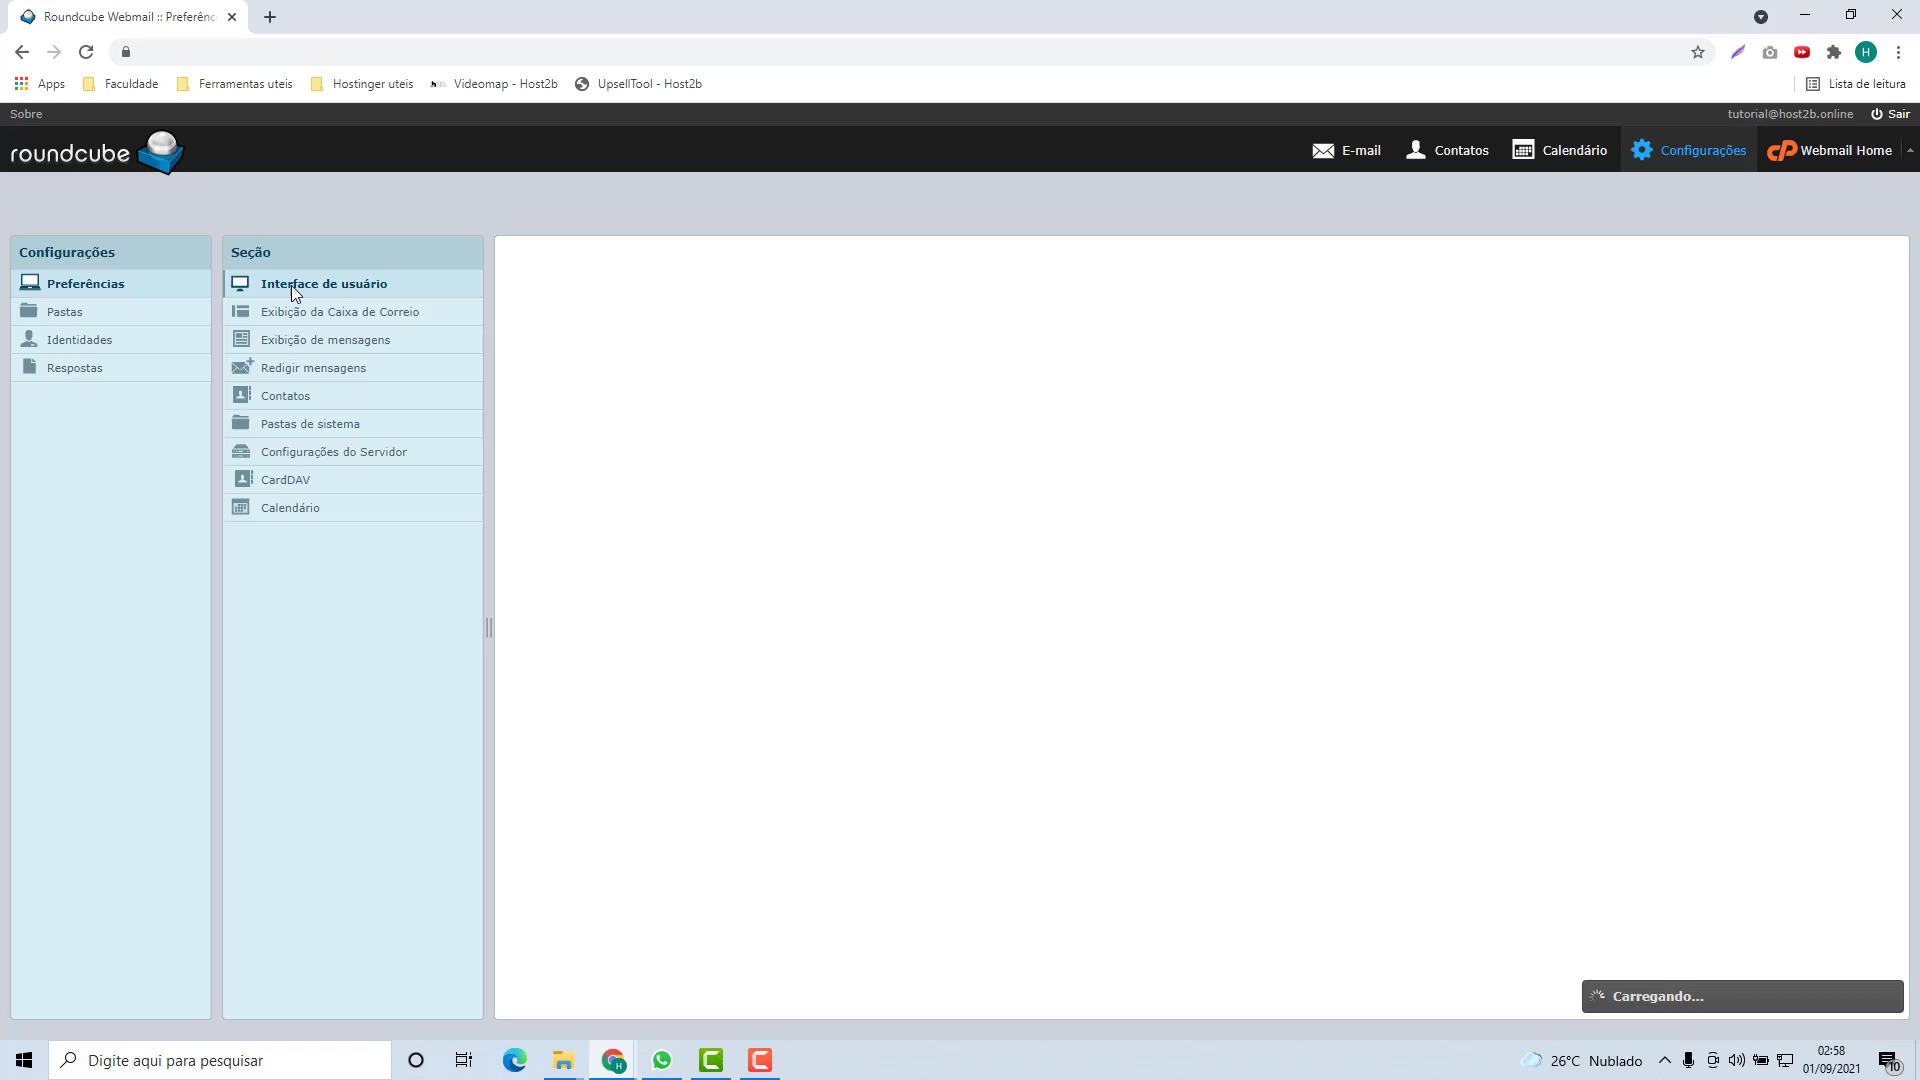 Roundcube Webmail :: Preferênc
Apps
Faculdade
Ferramentas uteis
Hostinger uteis
Videomap - Host2b
UpsellTool - Host2b
Lista de leitura
Sobre
tutorial@host2b.online
Sair
roundcube
E-mail
Contatos
Calendário
Configurações
cP Webmail Home
Configurações
Preferências
Pastas
Identidades
Respostas
Seção
Interface de usuário
Exibição da Caixa de Correio
Exibição de mensagens
Redigir mensagens
Contatos
Pastas de sistema
Configurações do Servidor
CardDAV
Calendário
Carregando...
Digite aqui para pesquisar
26°C Nublado
02:58
01/09/2021
10